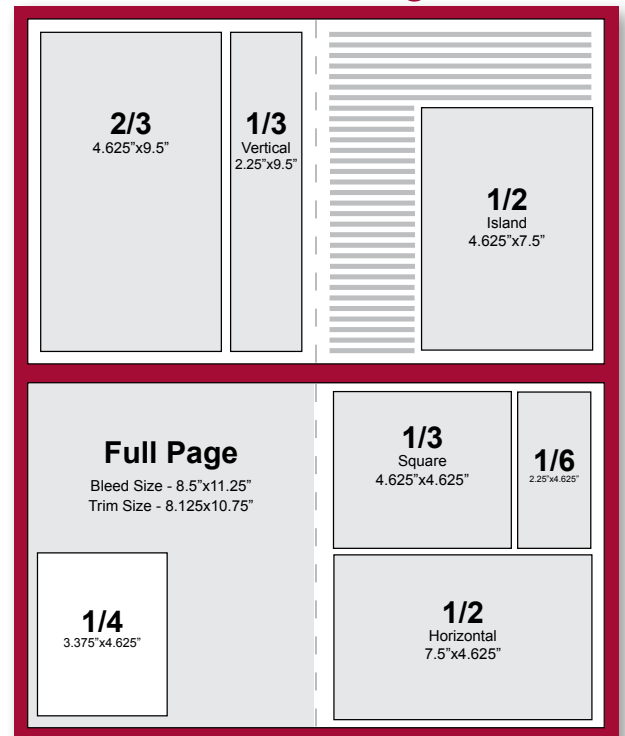 2/3
4.625”x9.5”
1/3
Vertical
2.25”x9.5”
1/2
Island
4.625”x7.5”
Full Page
Bleed Size - 8.5”x11.25”
Trim Size - 8.125x10.75”
1/4
3.375”x4.625”
1/3
Square
4.625”x4.625”
1/6
2.25”x4.625”
1/2
Horizontal
7.5”x4.625”